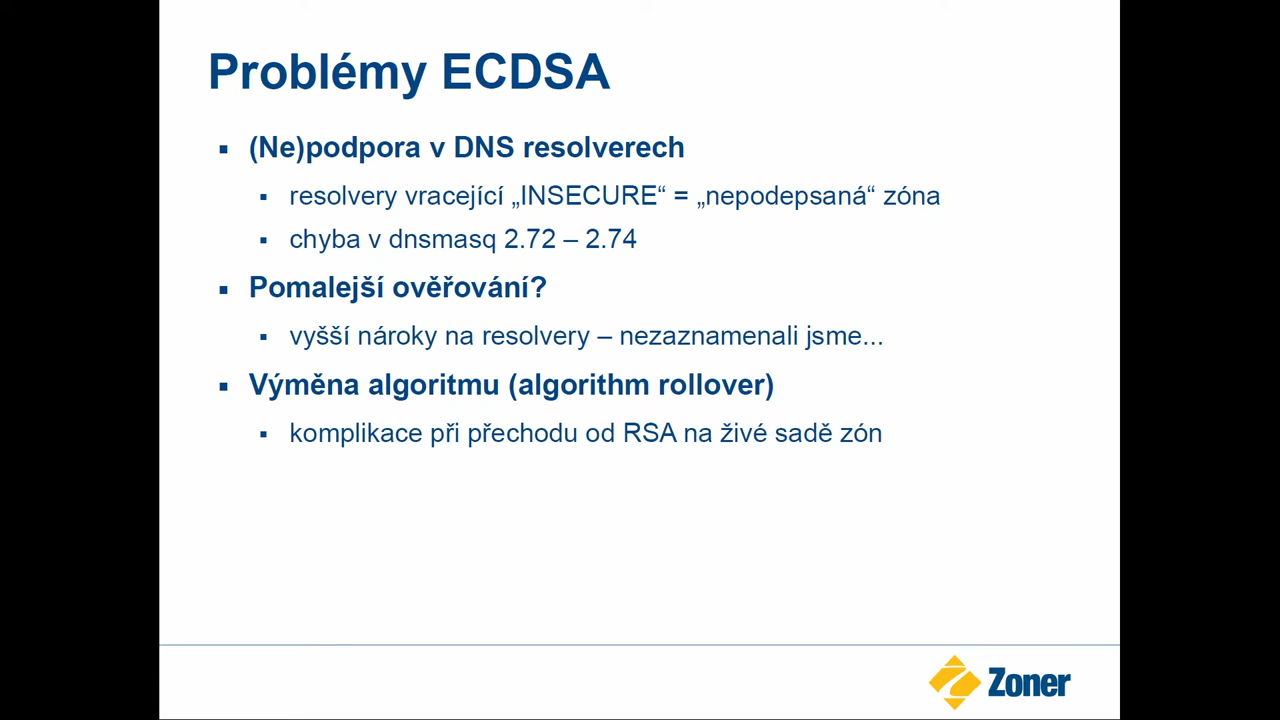 Problémy ECDSA
(Ne)podpora v DNS resolverech
resolvery vracející „INSECURE“ = „nepodepsaná“ zóna
chyba v dnsmasq 2.72 – 2.74
Pomalejší ověřování?
vyšší nároky na resolvery – nezaznamenali jsme...
Výměna algoritmu (algorithm rollover)
komplikace při přechodu od RSA na živé sadě zón
Zoner